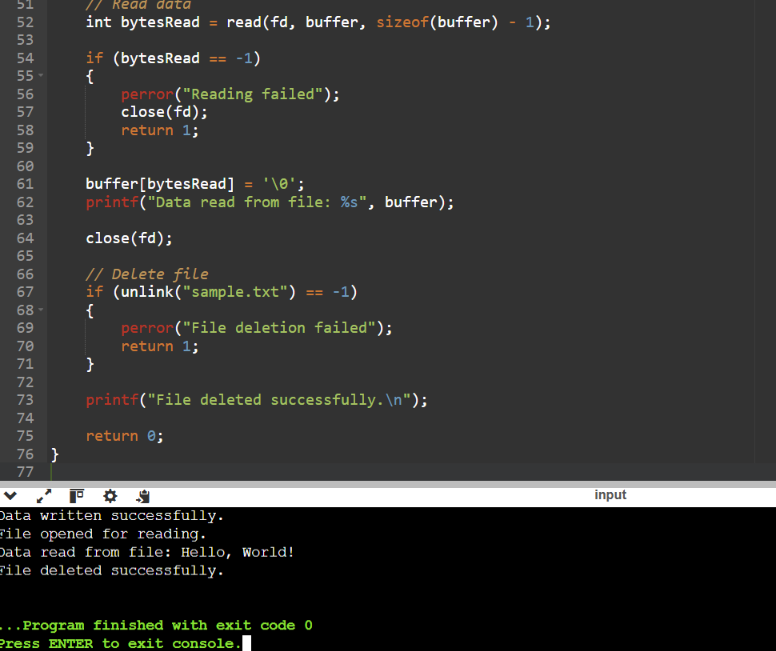 51 // Read data
52 int bytesRead = read(fd, buffer, sizeof(buffer) - 1);
53
54 if (bytesRead == -1)
55 {
56 perror("Reading failed");
57 close(fd);
58 return 1;
59 }
60
61 buffer[bytesRead] = '\0';
62 printf("Data read from file: %s", buffer);
63
64 close(fd);
65
66 // Delete file
67 if (unlink("sample.txt") == -1)
68 {
69 perror("File deletion failed");
70 return 1;
71 }
72
73 printf("File deleted successfully.\n");
74
75 return 0;
76 }
77
input
Data written successfully.
File opened for reading.
Data read from file: Hello, World!
File deleted successfully.
...Program finished with exit code 0
Press ENTER to exit console.